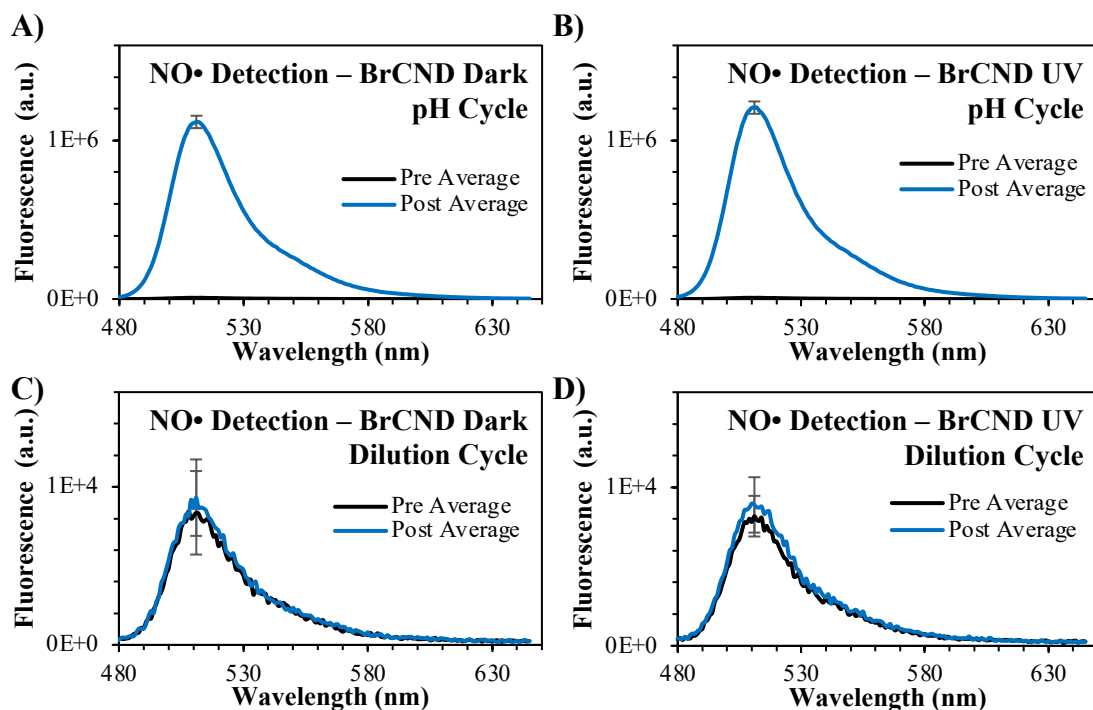 A)
NO• Detection – BrCND Dark
pH Cycle
Fluorescence (a.u.)
1E+6
0E+0
Pre Average
Post Average
480
530
580
630
Wavelength (nm)
B)
NO• Detection – BrCND UV
pH Cycle
Fluorescence (a.u.)
1E+6
0E+0
Pre Average
Post Average
480
530
580
630
Wavelength (nm)
C)
NO• Detection – BrCND Dark
Dilution Cycle
Fluorescence (a.u.)
1E+4
0E+0
Pre Average
Post Average
480
530
580
630
Wavelength (nm)
D)
NO• Detection – BrCND UV
Dilution Cycle
Fluorescence (a.u.)
1E+4
0E+0
Pre Average
Post Average
480
530
580
630
Wavelength (nm)